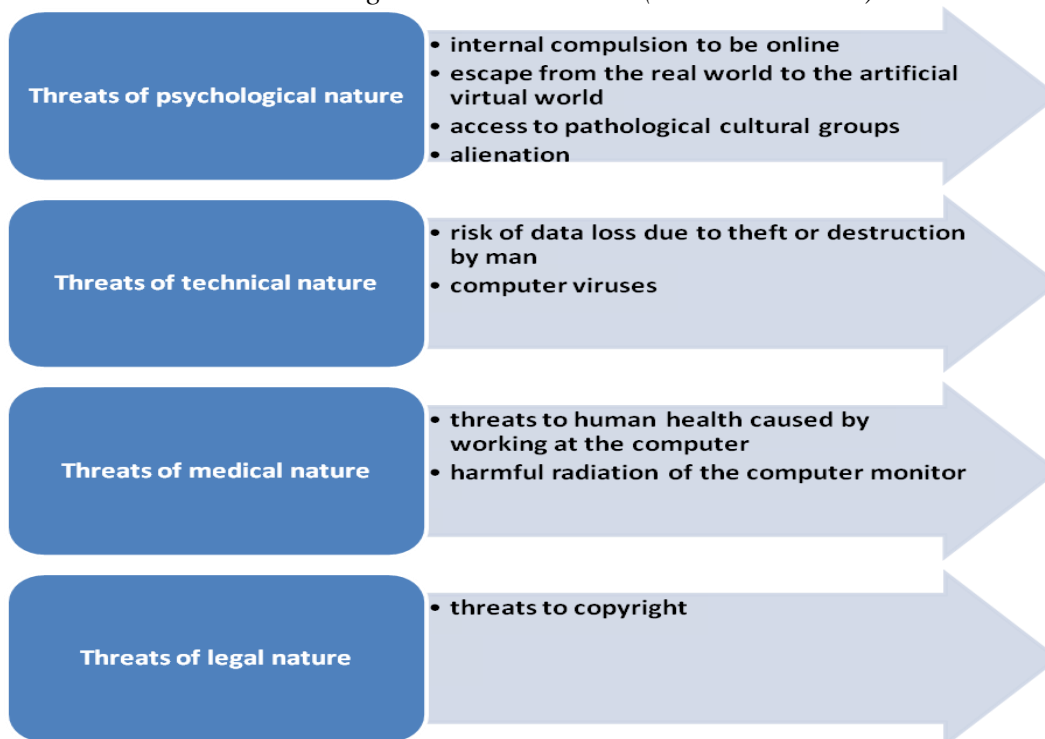 Threats of psychological nature
• internal compulsion to be online
• escape from the real world to the artificial
virtual world
• access to pathological cultural groups
• alienation
Threats of technical nature
• risk of data loss due to theft or destruction
by man
• computer viruses
Threats of medical nature
• threats to human health caused by
working at the computer
• harmful radiation of the computer monitor
Threats of legal nature
• threats to copyright